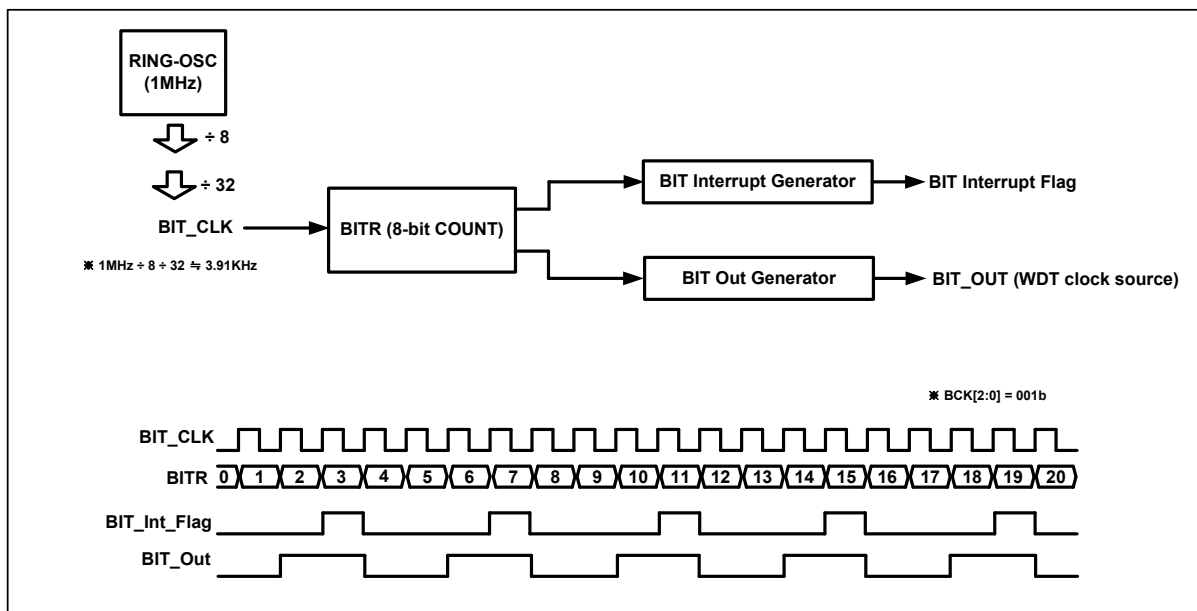 RING-OSC
(1MHz)
÷ 8
÷ 32
BIT_CLK
※ 1MHz ÷ 8 ÷ 32 ≒ 3.91KHz
BITR (8-bit COUNT)
BIT Interrupt Generator
BIT Interrupt Flag
BIT Out Generator
BIT_OUT (WDT clock source)
※ BCK[2:0] = 001b
BIT_CLK
BITR 0 1 2 3 4 5 6 7 8 9 10 11 12 13 14 15 16 17 18 19 20
BIT_Int_Flag
BIT_Out